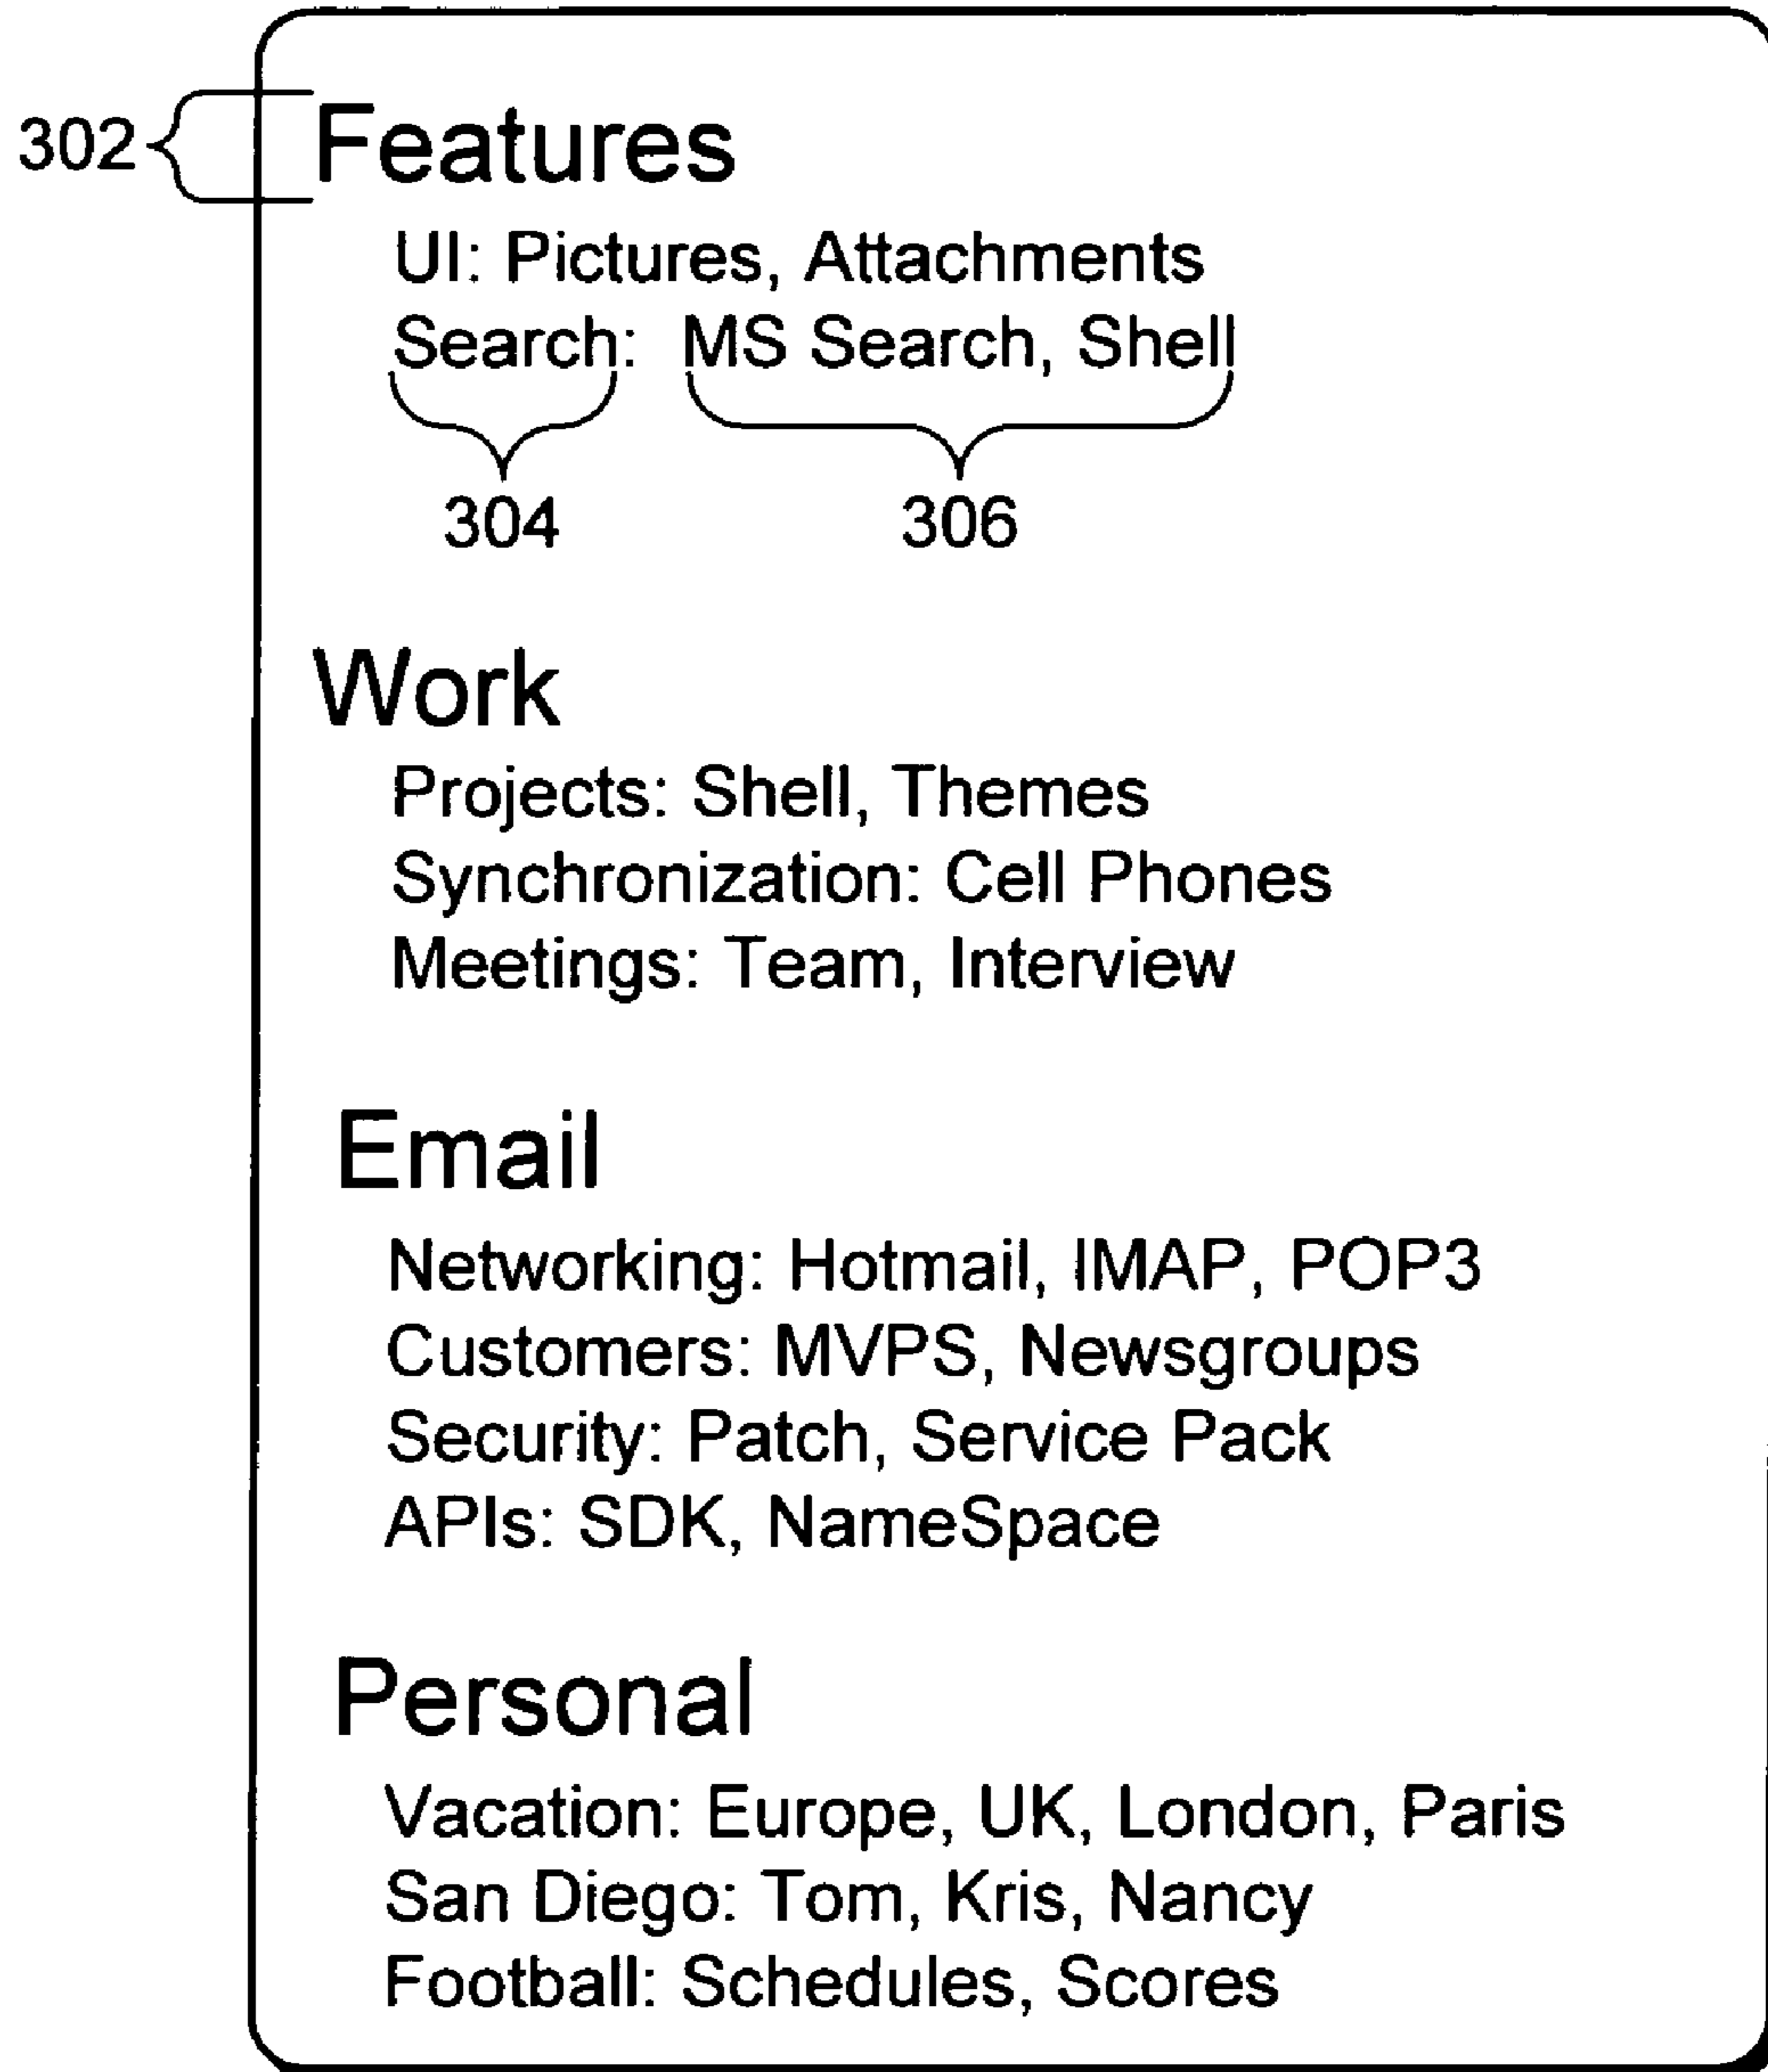 302 Features
UI: Pictures, Attachments
Search: MS Search, Shell
304 306
Work
Projects: Shell, Themes
Synchronization: Cell Phones
Meetings: Team, Interview
Email
Networking: Hotmail, IMAP, POP3
Customers: MVPS, Newsgroups
Security: Patch, Service Pack
APIs: SDK, NameSpace
Personal
Vacation: Europe, UK, London, Paris
San Diego: Tom, Kris, Nancy
Football: Schedules, Scores